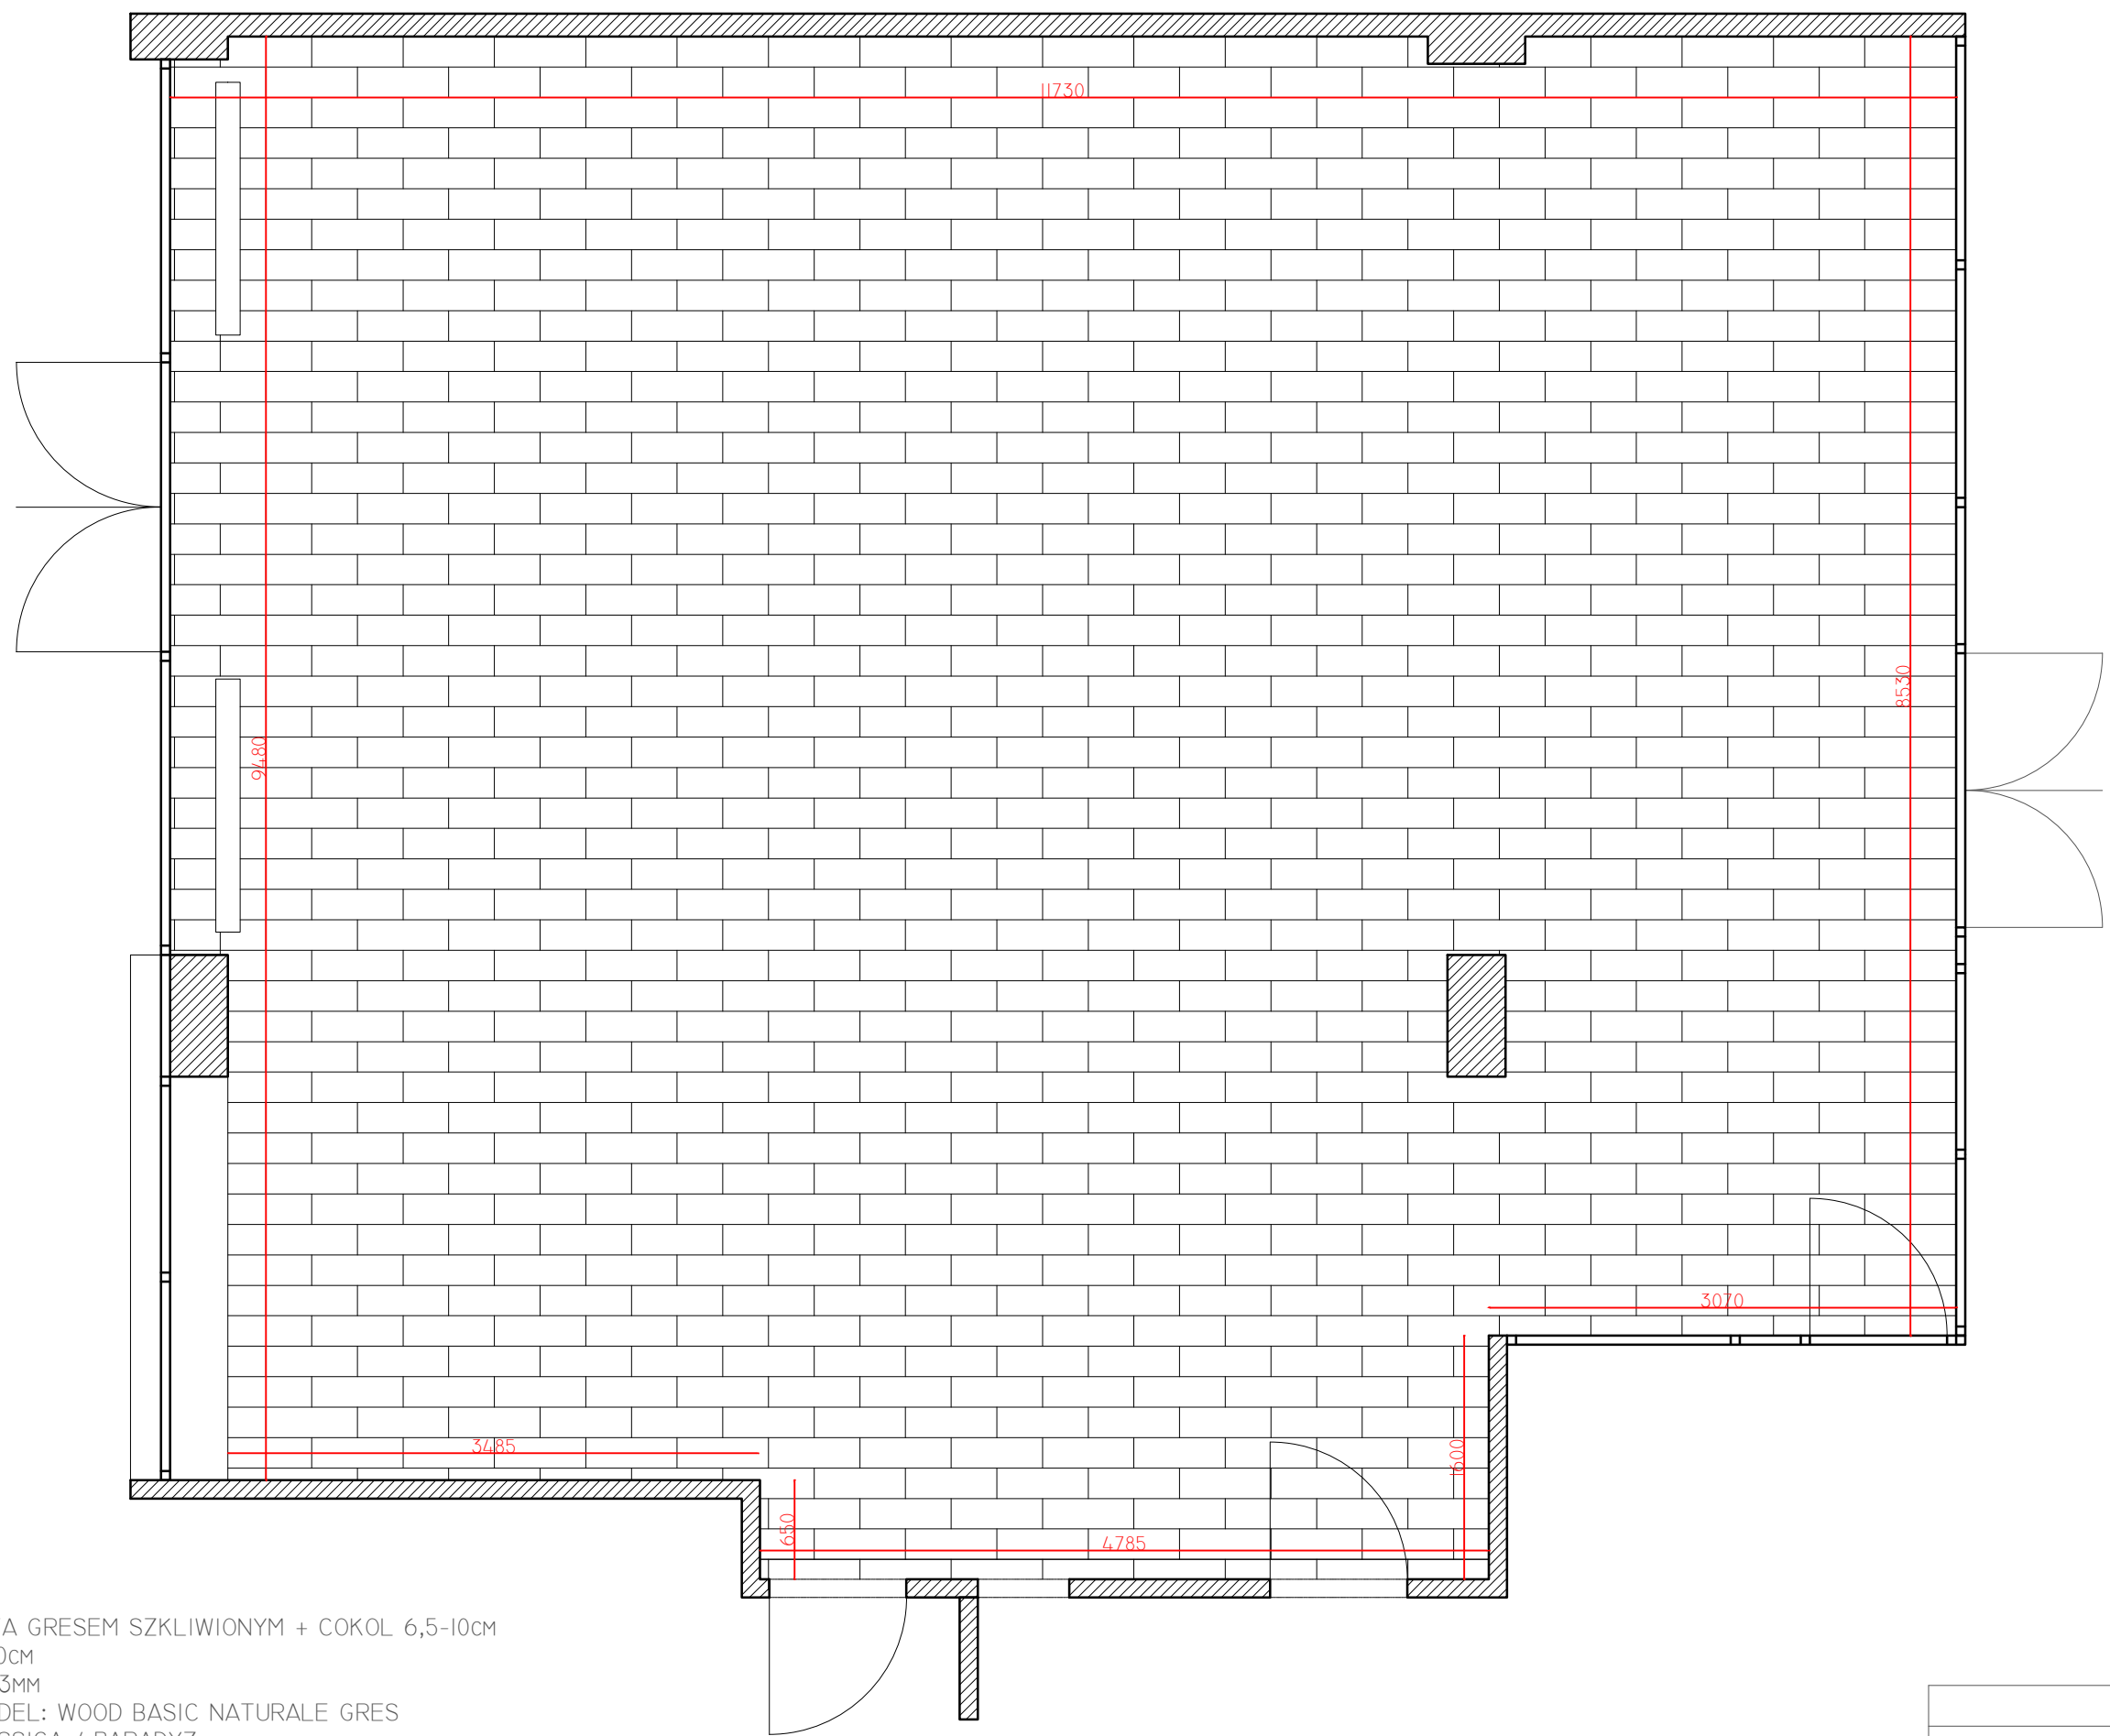 11730
9480
8530
3070
3485
1600
650
4785
A GRESEM SZKLIWIONYM + COKOL 6,5-10CM
0CM
3MM
DEL: WOOD BASIC NATURALE GRES